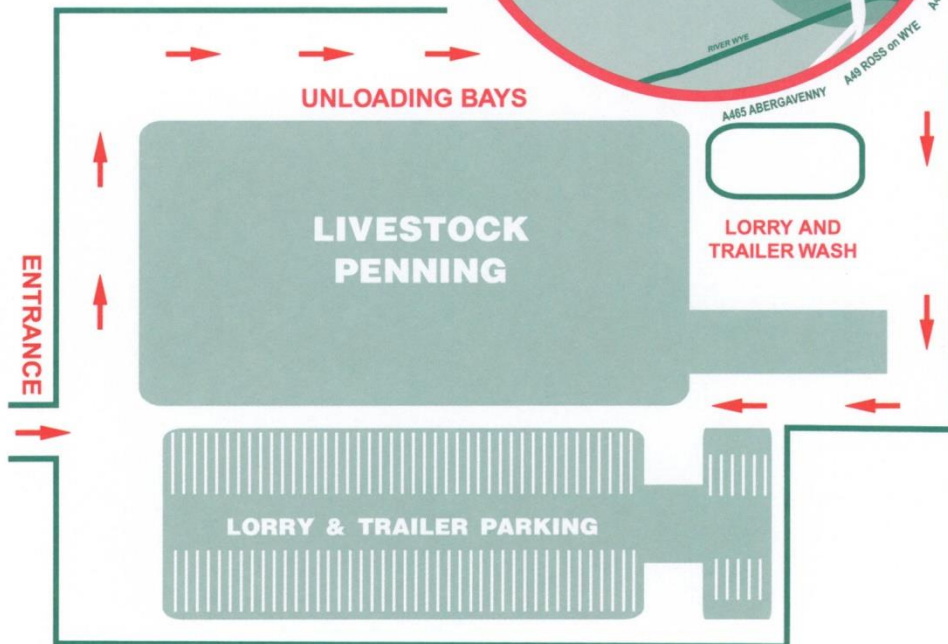 RIVER WYE
A49 ROSS on WYE
A465 ABERGAVENNY
UNLOADING BAYS
LIVESTOCK
PENNING
LORRY AND
TRAILER WASH
ENTRANCE
LORRY & TRAILER PARKING